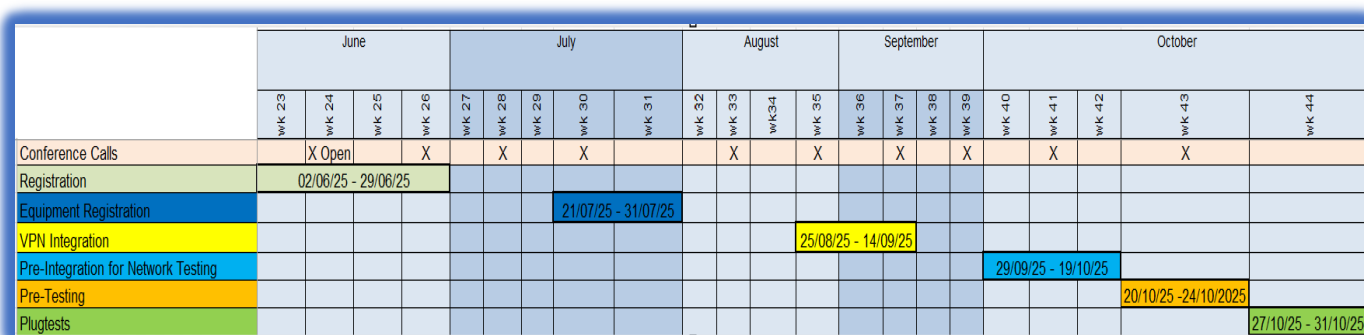 June July August September October
wk 23 wk 24 wk 25 wk 26 wk 27 wk 28 wk 29 wk 30 wk 31 wk 32 wk 33 wk34 wk 35 wk 36 wk 37 wk 38 wk 39 wk 40 wk 41 wk 42 wk 43 wk 44
Conference Calls X Open X X X X X X X X X
Registration 02/06/25 - 29/06/25
Equipment Registration 21/07/25 - 31/07/25
VPN Integration 25/08/25 - 14/09/25
Pre-Integration for Network Testing 29/09/25 - 19/10/25
Pre-Testing 20/10/25 -24/10/2025
Plugtests 27/10/25 - 31/10/25